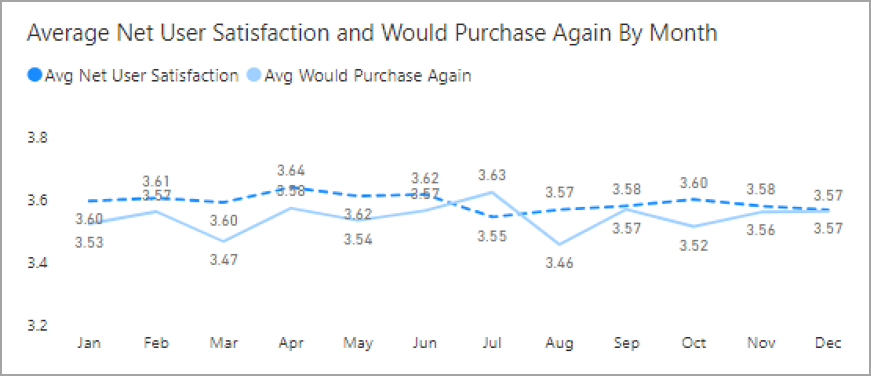 Average Net User Satisfaction and Would Purchase Again By Month
Avg Net User Satisfaction Avg Would Purchase Again
3.8
3.64 3.63
3.61 3.62
3.57 3.58 3.57 3.57 3.58 3.60 3.58 3.57
3.6
3.60 3.60 3.62 3.55 3.57 3.56 3.57
3.53 3.54 3.52
3.47 3.46
3.4
3.2
Jan Feb Mar Apr May Jun Jul Aug Sep Oct Nov Dec